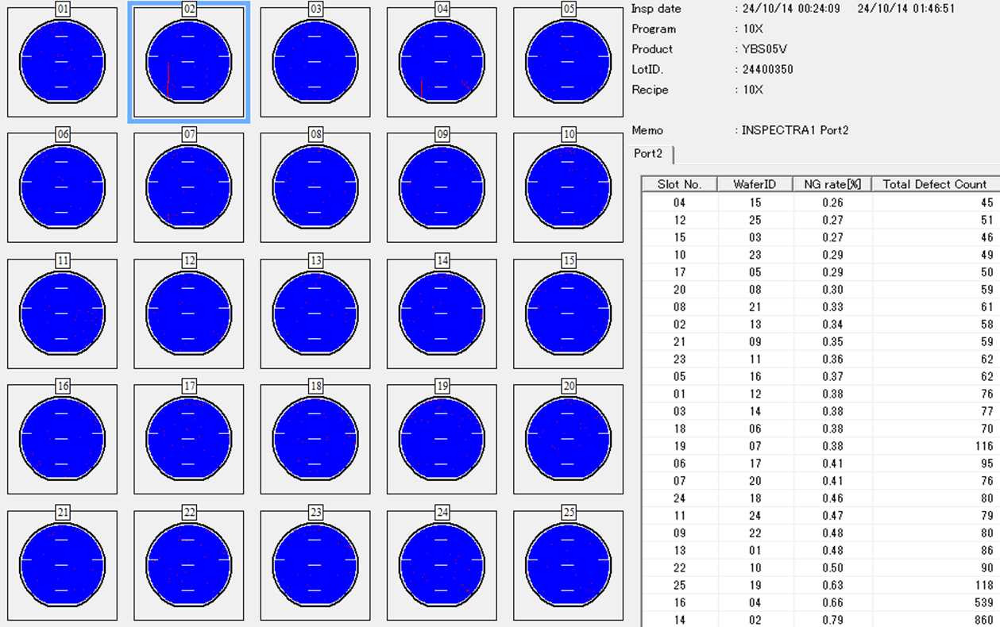 01 02 03 04 05
06 07 08 09 10
11 12 13 14 15
16 17 18 19 20
21 22 23 24 25
Insp date : 24/10/14 00:24:09 24/10/14 01:46:51
Program : 10X
Product : YBS05V
LotID. : 24400350
Recipe : 10X
Memo : INSPECTRA1 Port2
Port2
Slot No. WaferID NG rate[%] Total Defect Count
04 15 0.26 45
12 25 0.27 51
15 03 0.27 46
10 23 0.29 49
17 05 0.29 50
20 08 0.30 59
08 21 0.33 61
02 13 0.34 58
21 09 0.35 59
23 11 0.36 62
05 16 0.37 62
01 12 0.38 76
03 14 0.38 77
18 06 0.38 70
19 07 0.38 116
06 17 0.41 95
07 20 0.41 76
24 18 0.46 80
11 24 0.47 79
09 22 0.48 80
13 01 0.48 86
22 10 0.50 90
25 19 0.63 118
16 04 0.66 539
14 02 0.79 860